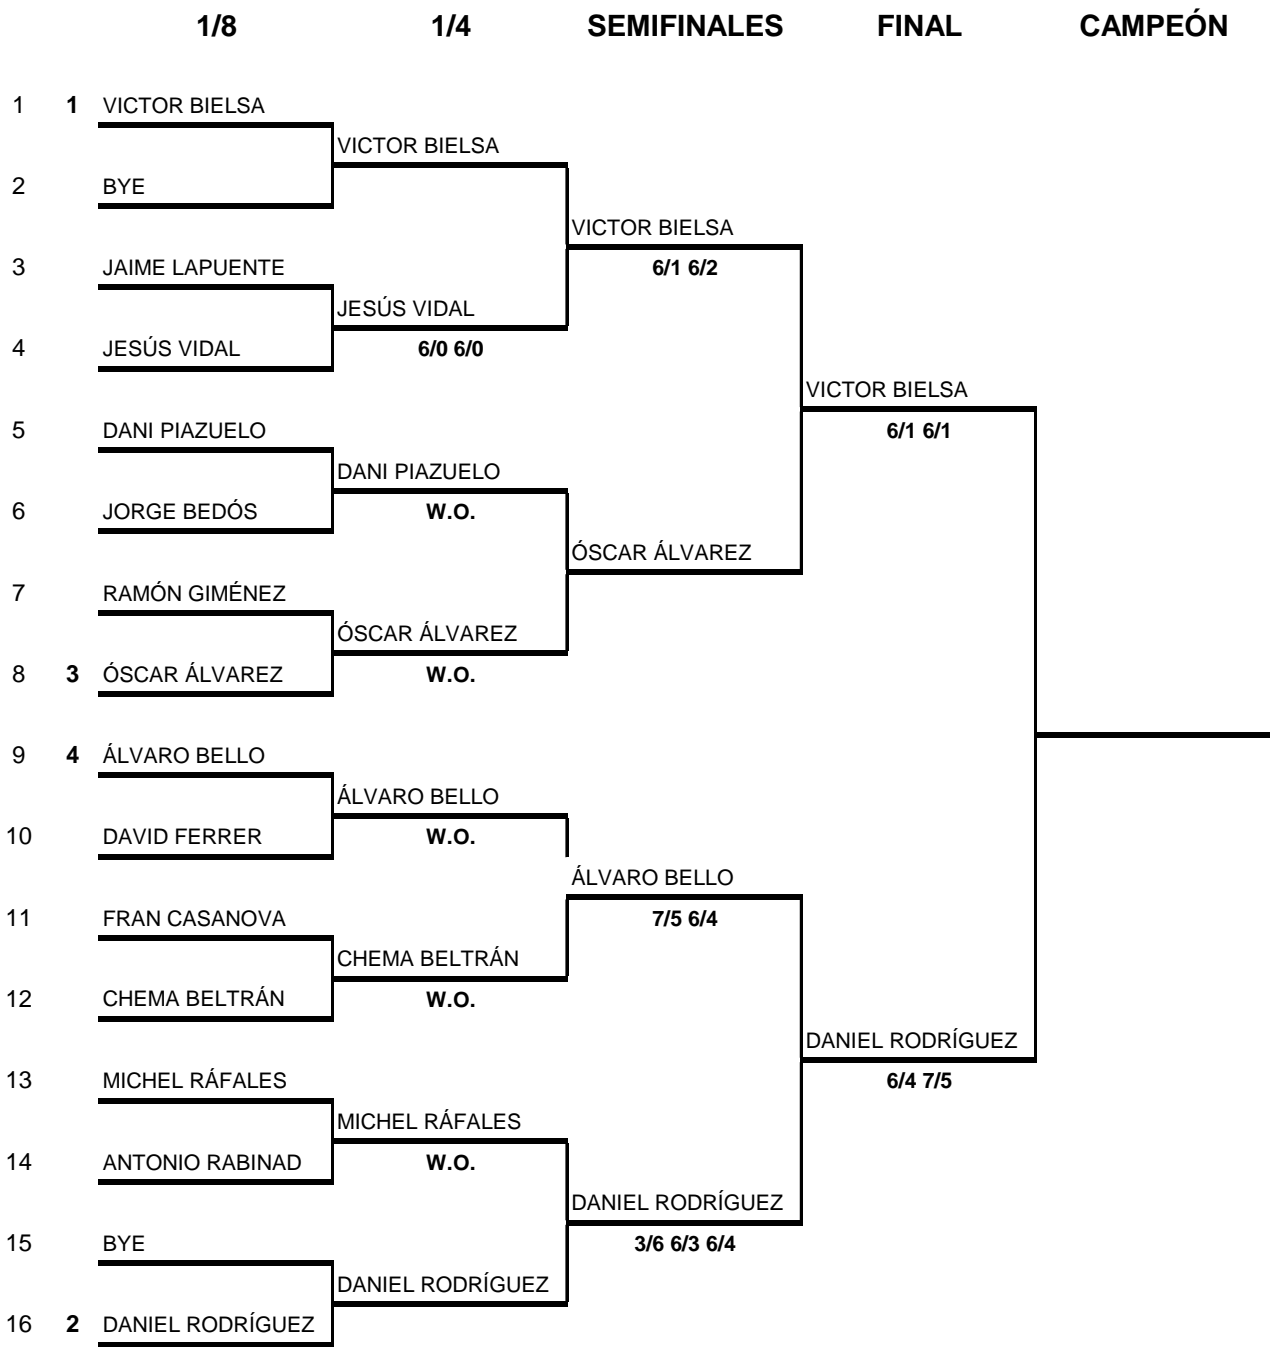 1/8 1/4 SEMIFINALES FINAL CAMPEÓN
1 1 VICTOR BIELSA
VICTOR BIELSA
2 BYE
VICTOR BIELSA
3 JAIME LAPUENTE 6/1 6/2
JESÚS VIDAL
4 JESÚS VIDAL 6/0 6/0
VICTOR BIELSA
5 DANI PIAZUELO 6/1 6/1
DANI PIAZUELO
6 JORGE BEDÓS W.O.
ÓSCAR ÁLVAREZ
7 RAMÓN GIMÉNEZ
ÓSCAR ÁLVAREZ
8 3 ÓSCAR ÁLVAREZ W.O.
9 4 ÁLVARO BELLO
ÁLVARO BELLO
10 DAVID FERRER W.O.
ÁLVARO BELLO
11 FRAN CASANOVA 7/5 6/4
CHEMA BELTRÁN
12 CHEMA BELTRÁN W.O.
DANIEL RODRÍGUEZ
13 MICHEL RÁFALES 6/4 7/5
MICHEL RÁFALES
14 ANTONIO RABINAD W.O.
DANIEL RODRÍGUEZ
15 BYE 3/6 6/3 6/4
DANIEL RODRÍGUEZ
16 2 DANIEL RODRÍGUEZ